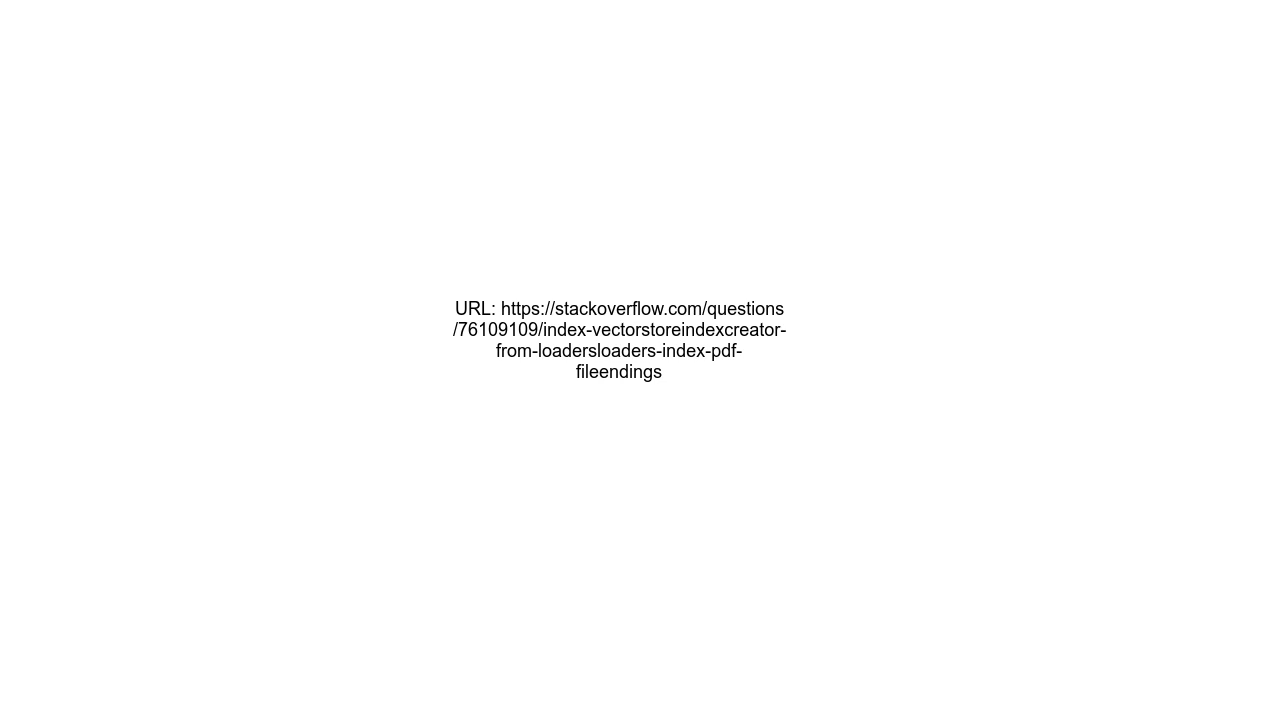 URL: https://stackoverflow.com/questions
/76109109/index-vectorstoreindexcreator-
from-loadersloaders-index-pdf-
fileendings